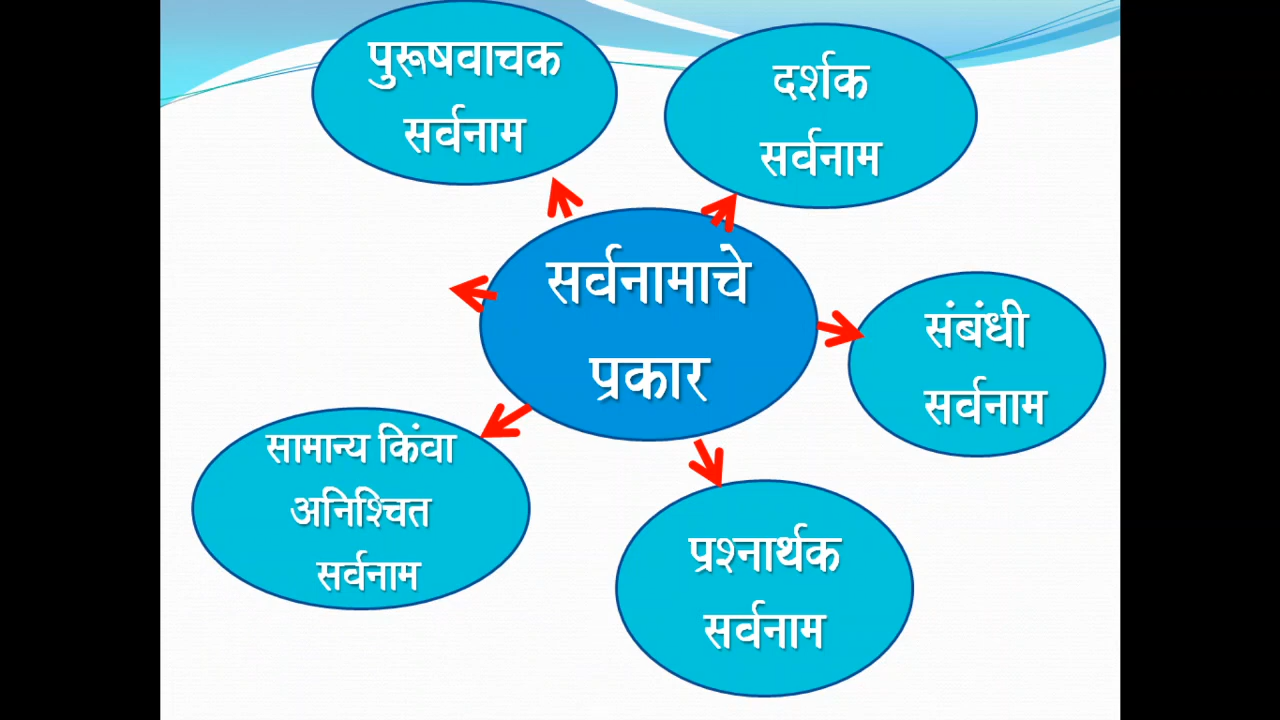 पुरूषवाचक
सर्वनाम
दर्शक
सर्वनाम
सर्वनामाचे
प्रकार
संबंधी
सर्वनाम
सामान्य किंवा
अनिश्चित
सर्वनाम
प्रश्नार्थक
सर्वनाम